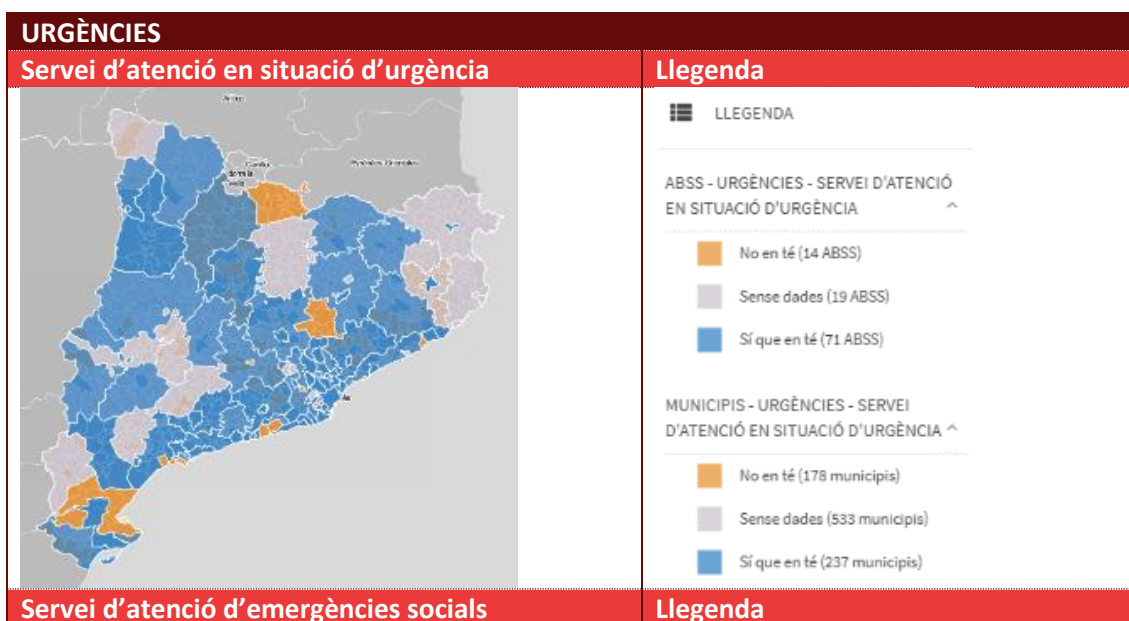 URGÈNCIES
Servei d’atenció en situació d’urgència
Llegenda
LLEGENDA
ABSS - URGÈNCIES - SERVEI D'ATENCIÓ
EN SITUACIÓ D'URGÈNCIA
No en té (14 ABSS)
Sense dades (19 ABSS)
Sí que en té (71 ABSS)
MUNICIPIS - URGÈNCIES - SERVEI
D'ATENCIÓ EN SITUACIÓ D'URGÈNCIA
No en té (178 municipis)
Sense dades (533 municipis)
Sí que en té (237 municipis)
Servei d’atenció d’emergències socials
Llegenda